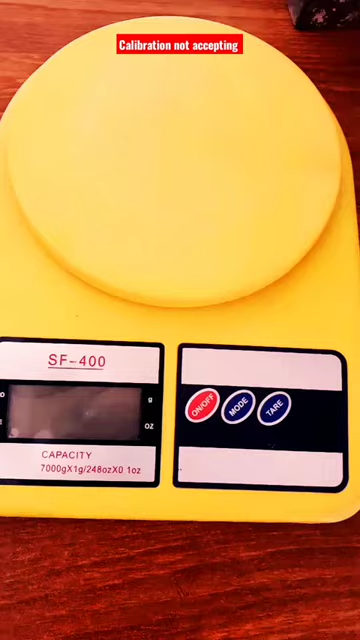 Calibration not accepting
SF-400
g
OZ
CAPACITY
7000gX1g/248ozX0 1oz
ON/OFF
MODE
TARE